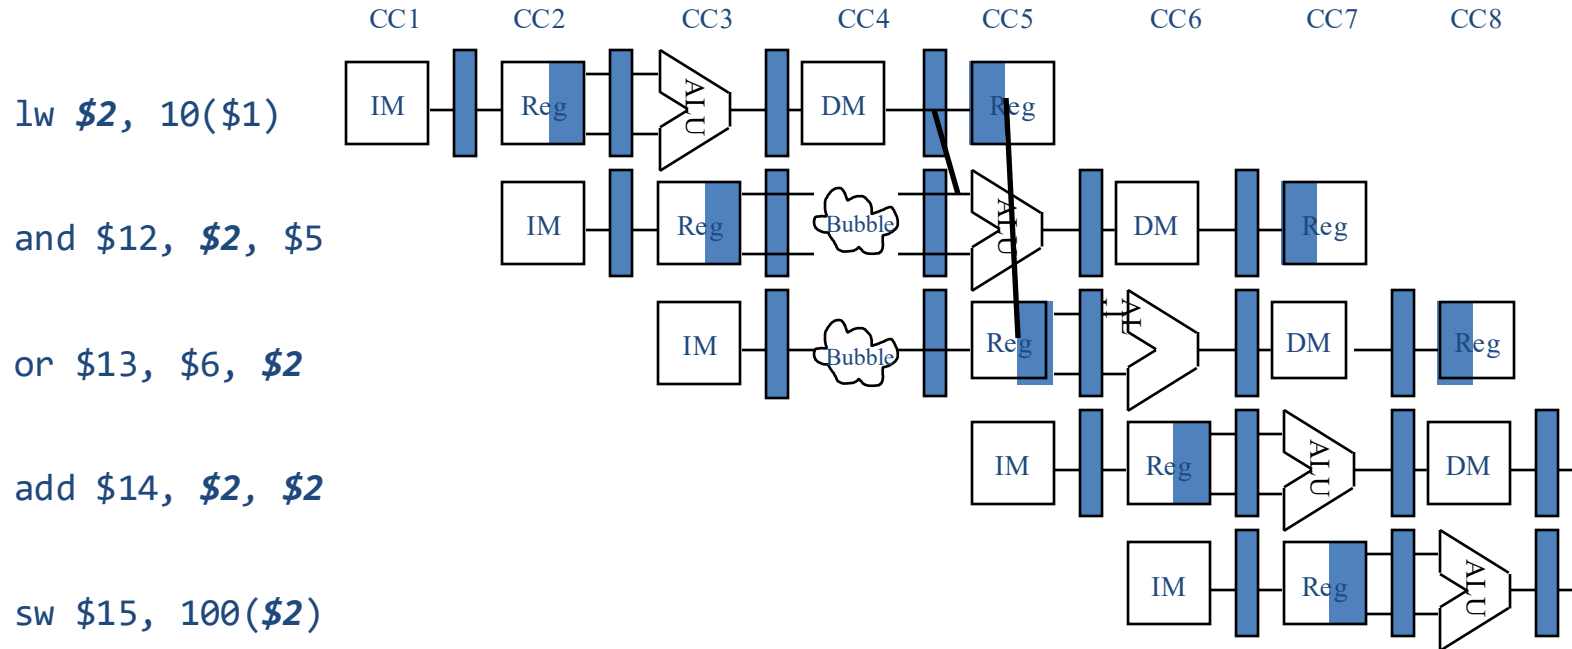 CC1 CC2 CC3 CC4 CC5 CC6 CC7 CC8
lw $2, 10($1) IM Reg ALU DM Reg
and $12, $2, $5 IM Reg Bubble ALU DM Reg
or $13, $6, $2 IM Bubble Reg ALU DM Reg
add $14, $2, $2 IM Reg ALU DM
sw $15, 100($2) IM Reg ALU